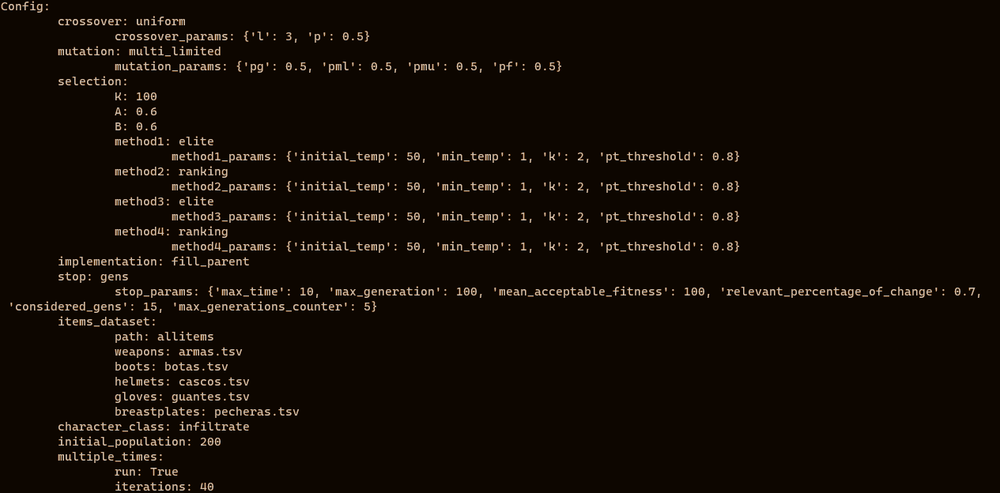 Config:
crossover: uniform
crossover_params: {'l': 3, 'p': 0.5}
mutation: multi_limited
mutation_params: {'pg': 0.5, 'pml': 0.5, 'pmu': 0.5, 'pf': 0.5}
selection:
K: 100
A: 0.6
B: 0.6
method1: elite
method1_params: {'initial_temp': 50, 'min_temp': 1, 'k': 2, 'pt_threshold': 0.8}
method2: ranking
method2_params: {'initial_temp': 50, 'min_temp': 1, 'k': 2, 'pt_threshold': 0.8}
method3: elite
method3_params: {'initial_temp': 50, 'min_temp': 1, 'k': 2, 'pt_threshold': 0.8}
method4: ranking
method4_params: {'initial_temp': 50, 'min_temp': 1, 'k': 2, 'pt_threshold': 0.8}
implementation: fill_parent
stop: gens
stop_params: {'max_time': 10, 'max_generation': 100, 'mean_acceptable_fitness': 100, 'relevant_percentage_of_change': 0.7,
'considered_gens': 15, 'max_generations_counter': 5}
items_dataset:
path: allitems
weapons: armas.tsv
boots: botas.tsv
helmets: cascos.tsv
gloves: guantes.tsv
breastplates: pecheras.tsv
character_class: infiltrate
initial_population: 200
multiple_times:
run: True
iterations: 40